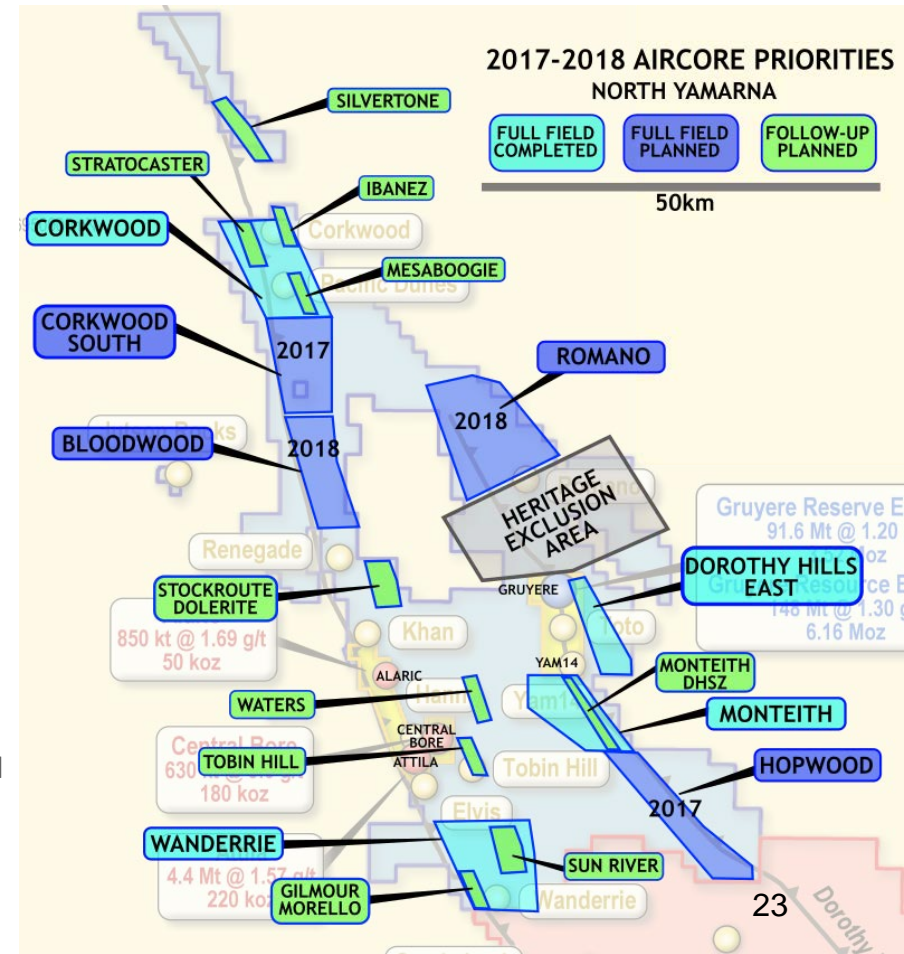 2017-2018 AIRCORE PRIORITIES
NORTH YAMARNA
FULL FIELD
COMPLETED
FULL FIELD
PLANNED
FOLLOW-UP
PLANNED
50km
SILVERTONE
STRATOCASTER
IBANEZ
CORKWOOD
Corkwood
MESABOOGIE
Pacific Dunes
CORKWOOD
SOUTH
2017
ROMANO
2018
BLOODWOOD
2018
HERITAGE
EXCLUSION
AREA
Gruyere Reserve
91.6 Mt @ 1.20
Moz
Renegade
GRUYERE
DOROTHY HILLS
EAST
148 Mt @ 1.30
6.16 Moz
STOCKROUTE
DOLERITE
850 kt @ 1.69 g/t
50 koz
Khan
Toto
ALARIC
YAM14
MONTEITH
DHSZ
WATERS
Yam14
MONTEITH
CENTRAL
BORE
Central Bore
TOBIN HILL
ATTILA
Tobin Hill
HOPWOOD
630
180 koz
2017
Elvis
WANDERRIE
4.4 Mt @ 1.57 g/t
220 koz
SUN RIVER
GILMOUR
MORELLO
Wanderrie
23
Dorothy